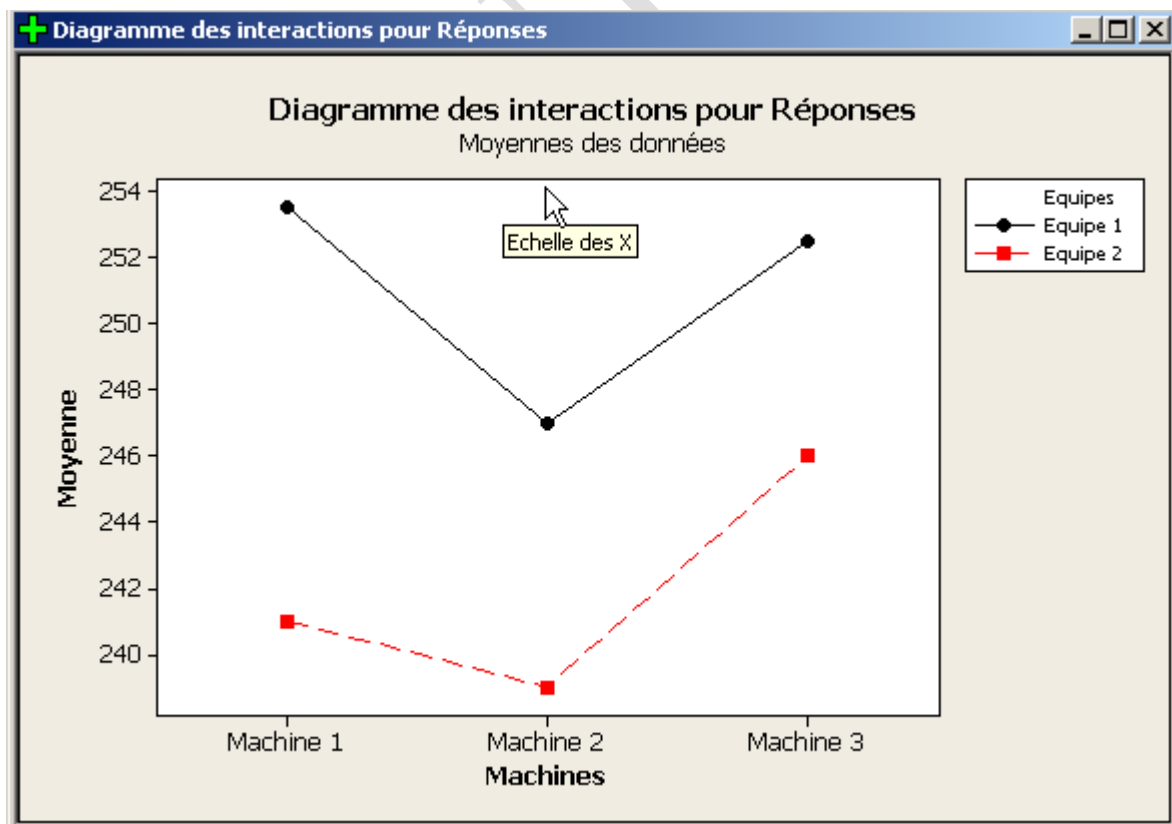 Diagramme des interactions pour Réponses
Diagramme des interactions pour Réponses
Moyennes des données
254
252
250
248
246
244
242
240
Moyenne
Echelle des X
Equipes
Equipe 1
Equipe 2
Machine 1
Machine 2
Machine 3
Machines